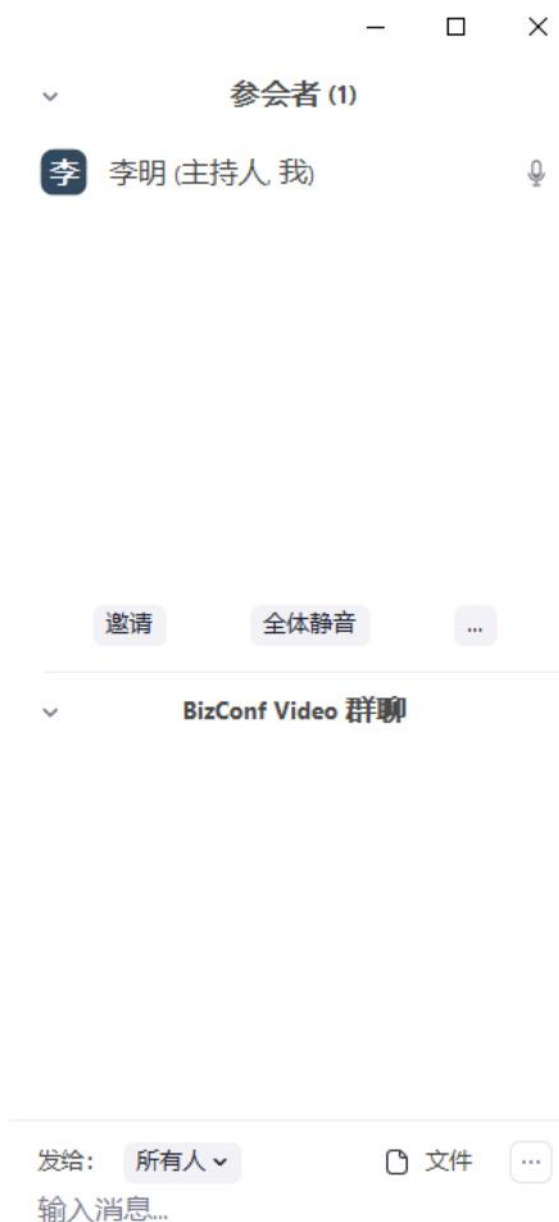 参会者 (1)
李 李明 (主持人, 我)
邀请 全体静音 ...
BizConf Video 群聊
发给： 所有人 文件 ...
输入消息...